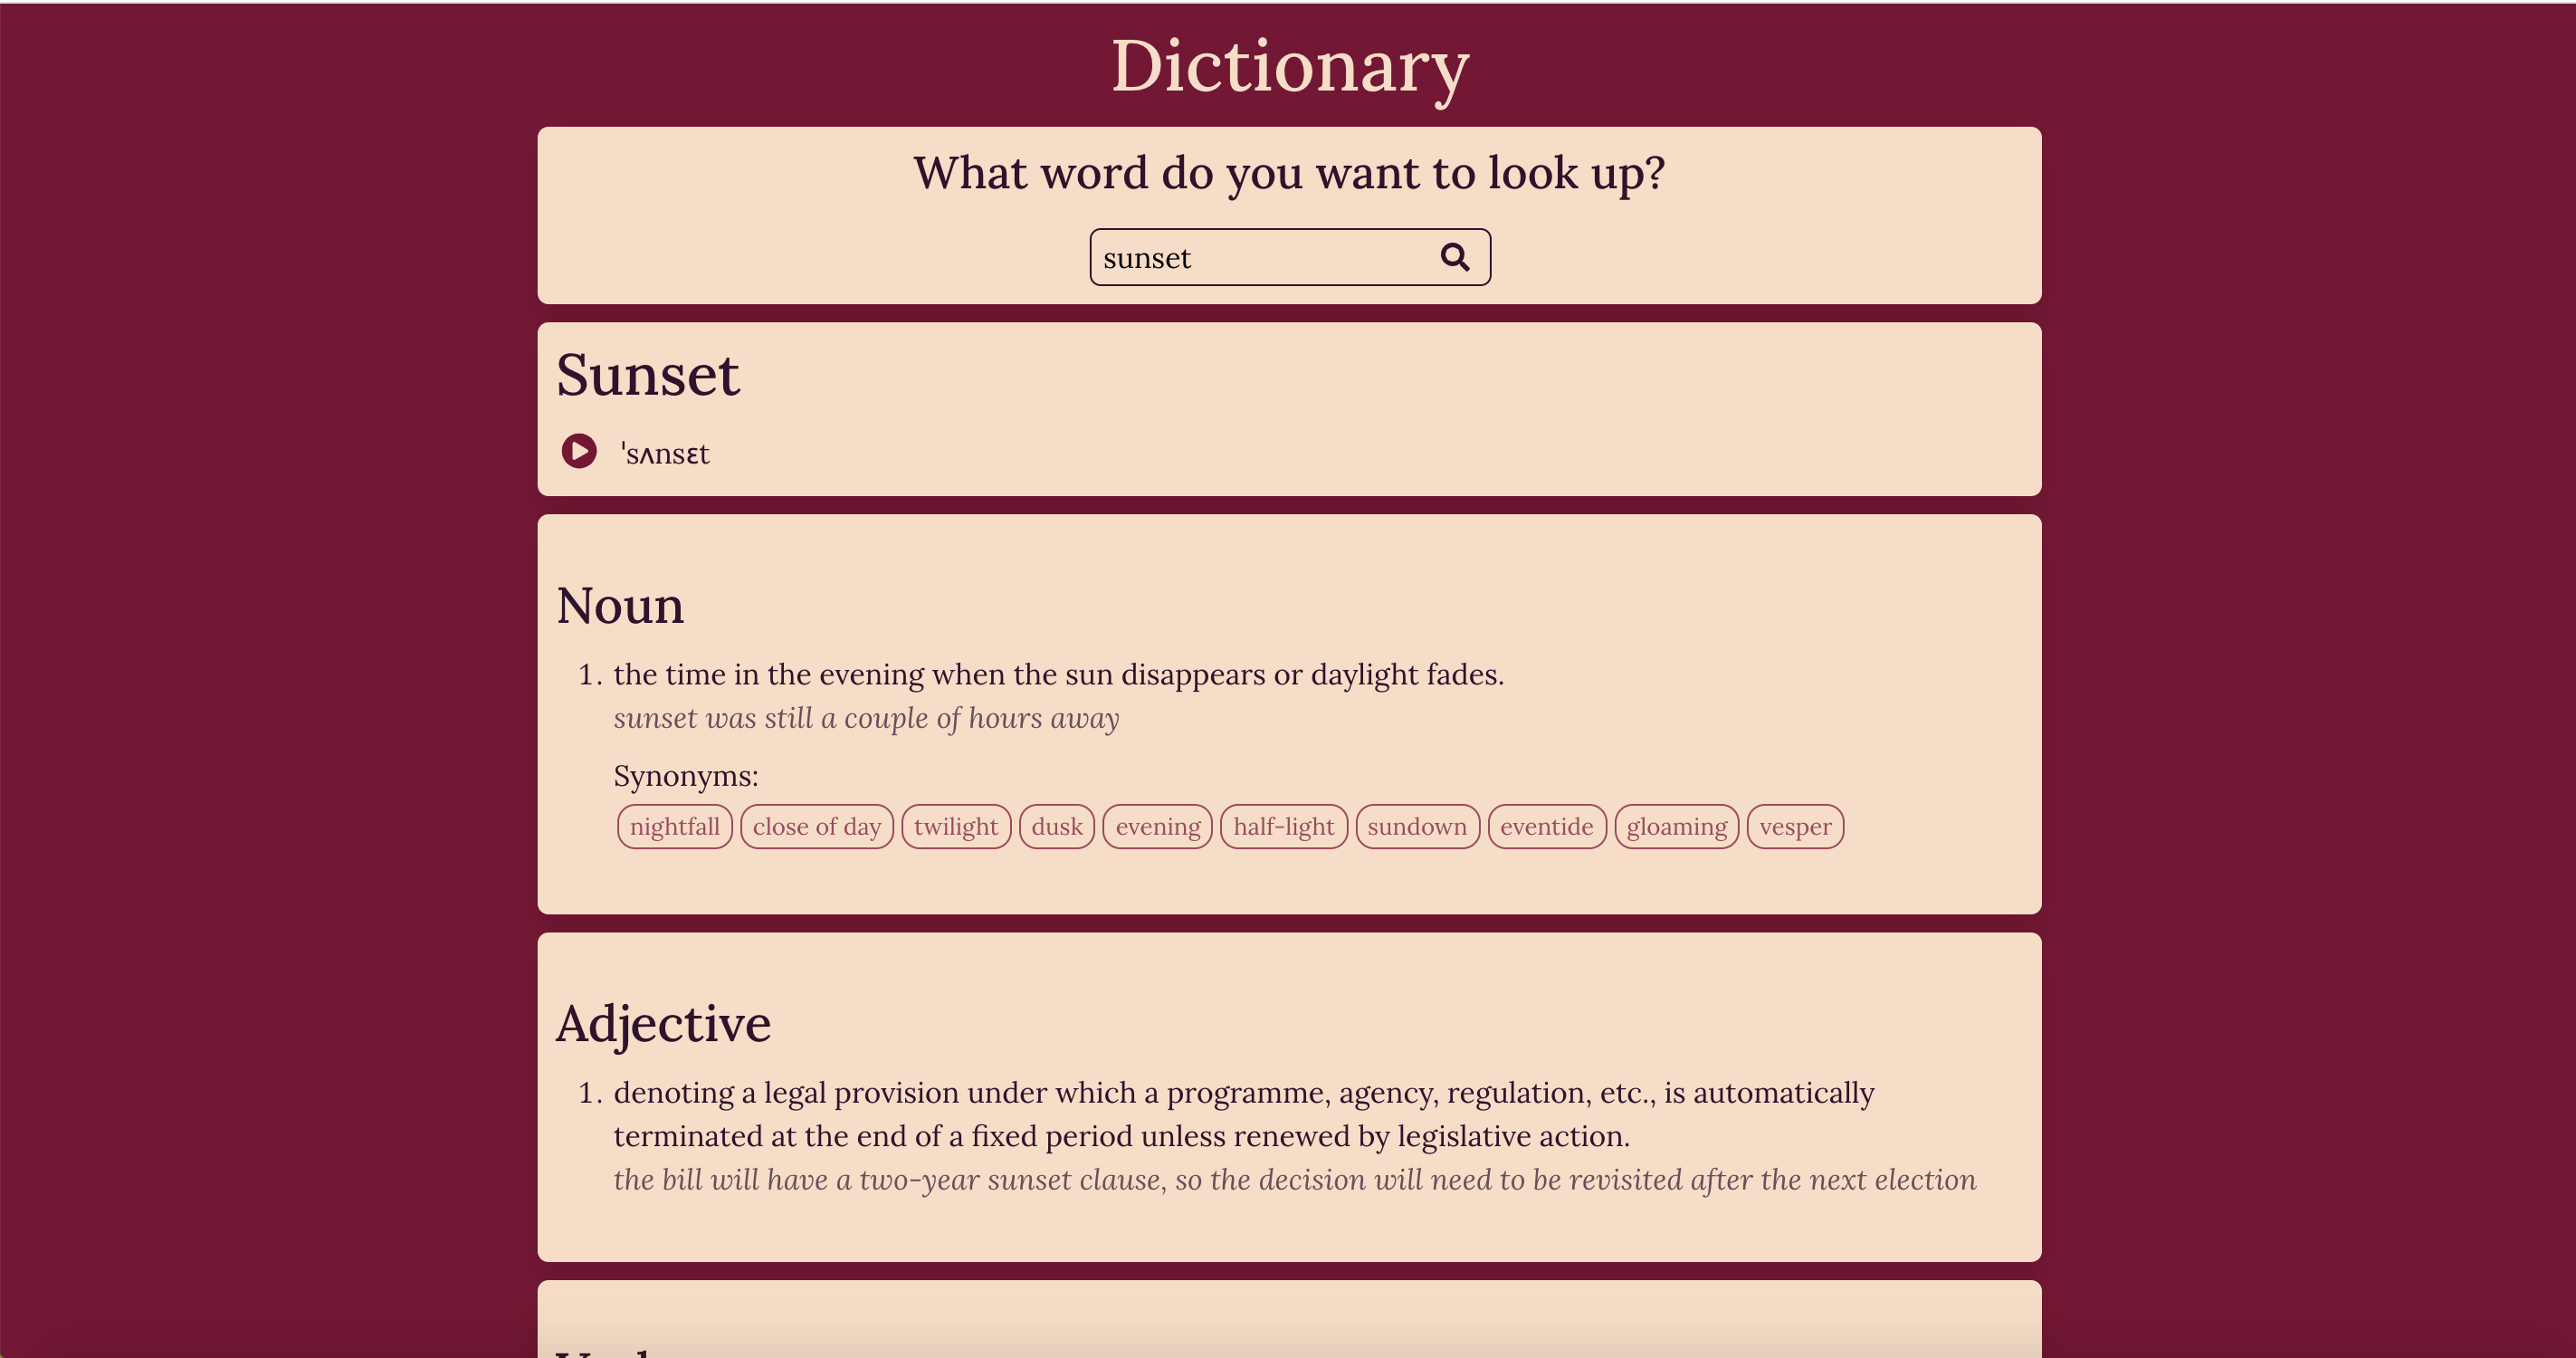 Dictionary
What word do you want to look up?
sunset
Sunset
ˈsʌnsɛt
Noun
1. the time in the evening when the sun disappears or daylight fades.
sunset was still a couple of hours away
Synonyms:
nightfall close of day twilight dusk evening half-light sundown eventide gloaming vesper
Adjective
1. denoting a legal provision under which a programme, agency, regulation, etc., is automatically
terminated at the end of a fixed period unless renewed by legislative action.
the bill will have a two-year sunset clause, so the decision will need to be revisited after the next election